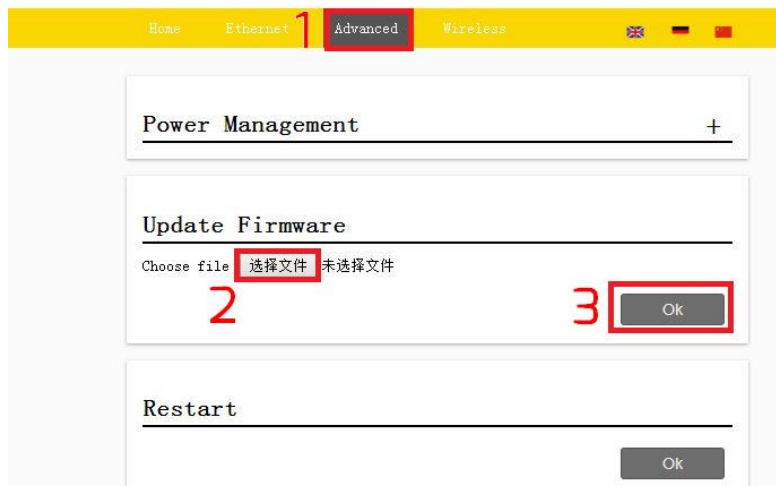 Home Ethernet 1 Advanced Wireless
Power Management +
Update Firmware
Choose file 选择文件 未选择文件
2 3 Ok
Restart
Ok